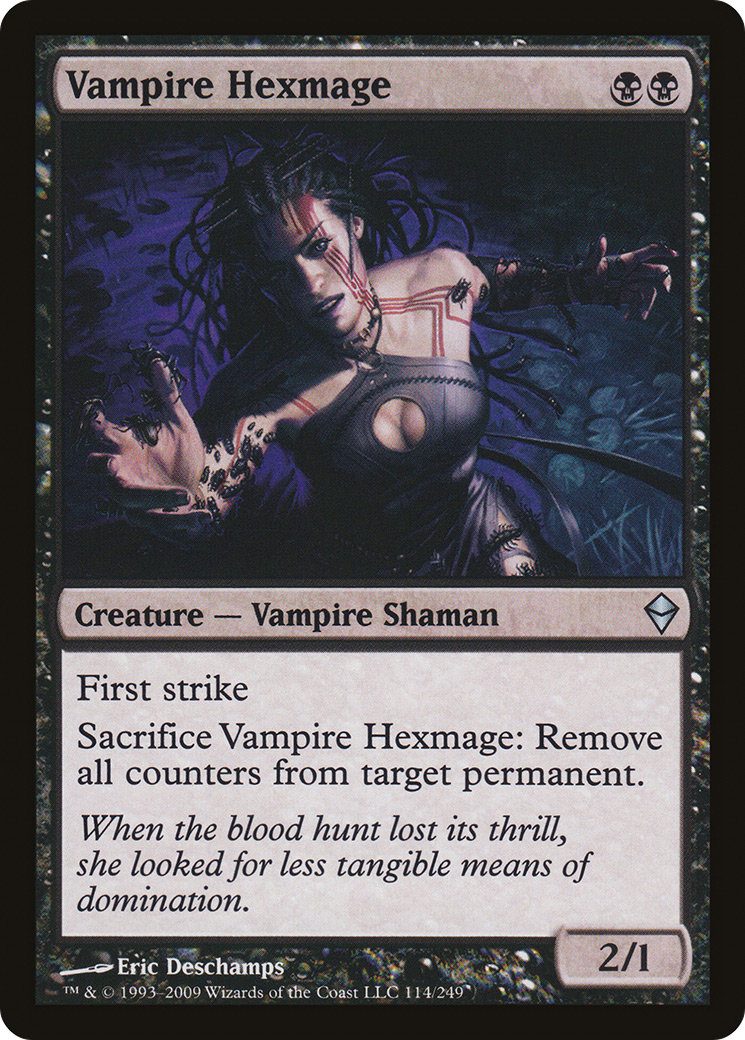 Vampire Hexmage
Creature — Vampire Shaman
First strike
Sacrifice Vampire Hexmage: Remove
all counters from target permanent.
When the blood hunt lost its thrill,
she looked for less tangible means of
domination.
2/1
Eric Deschamps
™ & © 1993–2009 Wizards of the Coast LLC 114/249